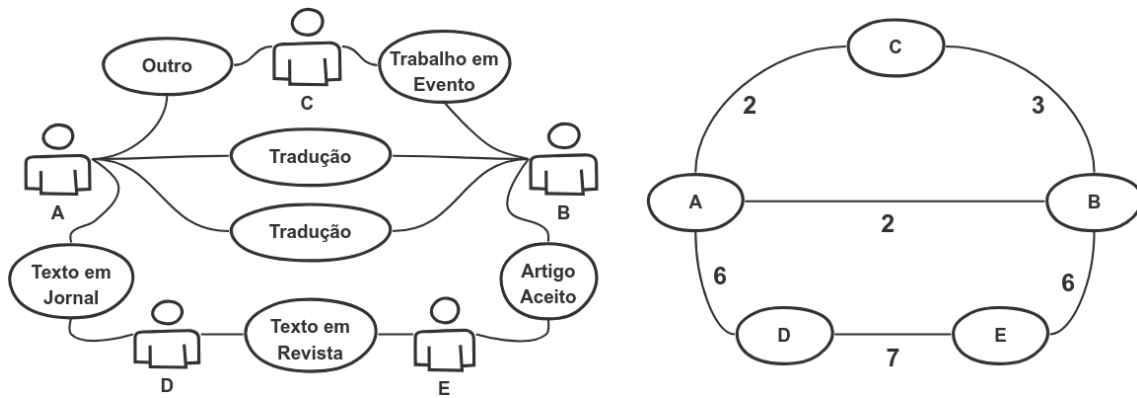 Outro
Trabalho em
Evento
C
Tradução
A
B
Tradução
Texto em
Jornal
Artigo
Aceito
Texto em
Revista
D
E
C
2
3
A
B
2
6
6
D
E
7